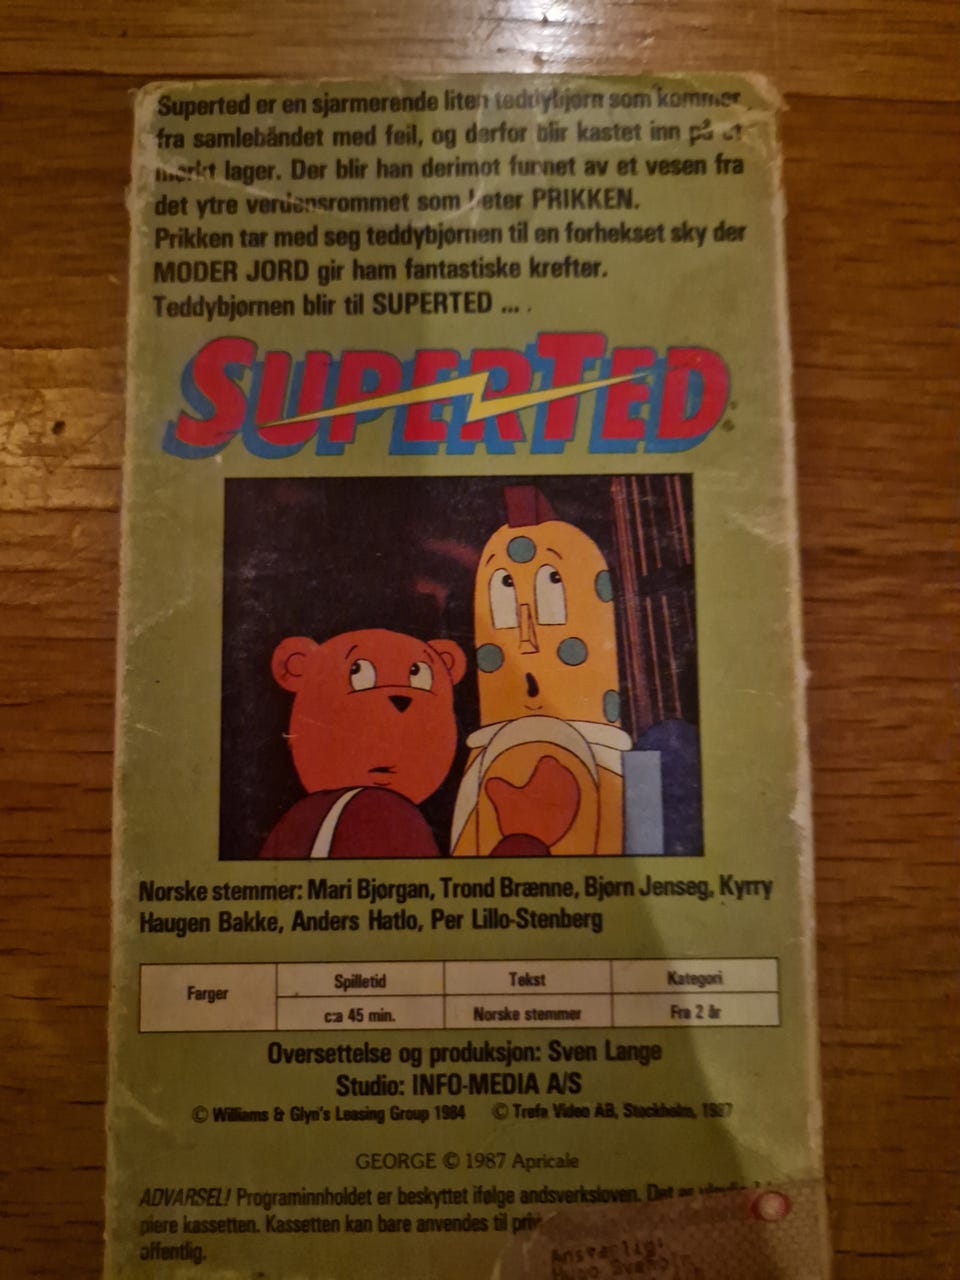 Superted er en sjarmerende liten teddybjørn som kommer
fra samlebåndet med feil, og derfor blir kastet inn på et
mørkt lager. Der blir han derimot funnet av et vesen fra
det ytre verdensrommet som heter PRIKKEN.
Prikken tar med seg teddybjørnen til en forhekset sky der
MODER JORD gir ham fantastiske krefter.
Teddybjørnen blir til SUPERTED ... .
SUPERTED
Norske stemmer: Mari Bjørgan, Trond Brænne, Bjørn Jenseg, Kyrry
Haugen Bakke, Anders Hatlo, Per Lillo-Stenberg
Farger
Spilletid Tekst Kategori
c:a 45 min. Norske stemmer Fra 2 år
Oversettelse og produksjon: Sven Lange
Studio: INFO-MEDIA A/S
© Williams & Glyn's Leasing Group 1984 © Trefa Video AB, Stockholm, 1987
GEORGE © 1987 Apricale
ADVARSEL! Programinnholdet er beskyttet ifølge andsverksloven. Det er
piere kassetten. Kassetten kan bare anvendes til
offentlig.
Ansvarlig: